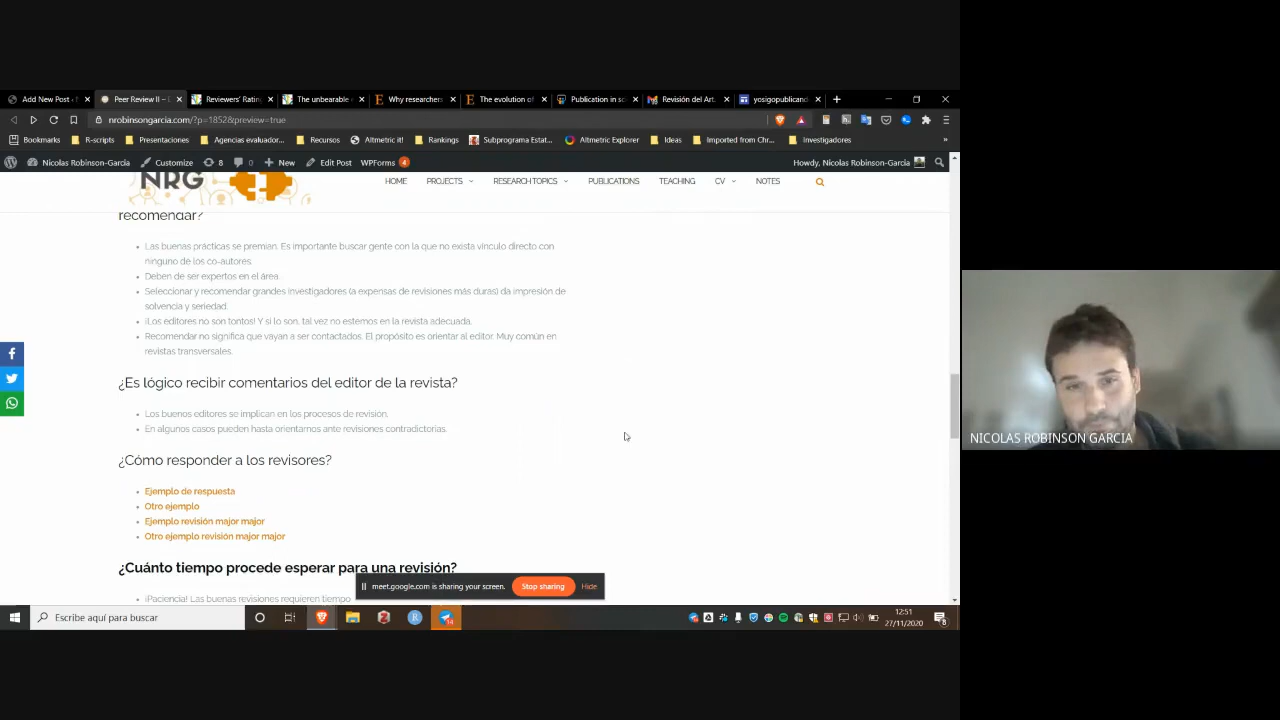 Add New Post
Peer Review II –
Reviewers' Rating
The unbearable
Why researchers
The evolution of
Publication in sc
Revisión del Art.
yosigopublicand
nrobinsongarcia.com/?p=1852&preview=true
Bookmarks
R-scripts
Presentaciones
Agencias evaluador...
Recursos
Altmetric it!
Rankings
Subprograma Estat...
Altmetric Explorer
Ideas
Imported from Chr...
Investigadores
Nicolas Robinson-Garcia
Customize
8
0
New
Edit Post
WPForms 4
Howdy, Nicolas Robinson-Garcia
NRG
HOME
PROJECTS
RESEARCH TOPICS
PUBLICATIONS
TEACHING
CV
NOTES
recomendar?
Las buenas prácticas se premian. Es importante buscar gente con la que no exista vínculo directo con
ninguno de los co-autores.
Deben de ser expertos en el área.
Seleccionar y recomendar grandes investigadores (a expensas de revisiones más duras) da impresión de
solvencia y seriedad.
¡Los editores no son tontos! Y si lo son, tal vez no estemos en la revista adecuada.
Recomendar no significa que vayan a ser contactados. El propósito es orientar al editor. Muy común en
revistas transversales.
¿Es lógico recibir comentarios del editor de la revista?
Los buenos editores se implican en los procesos de revisión.
En algunos casos pueden hasta orientarnos ante revisiones contradictorias.
¿Cómo responder a los revisores?
Ejemplo de respuesta
Otro ejemplo
Ejemplo revisión major major
Otro ejemplo revisión major major
¿Cuánto tiempo procede esperar para una revisión?
¡Paciencia! Las buenas revisiones requieren tiempo
meet.google.com is sharing your screen.
Stop sharing
Hide
NICOLAS ROBINSON GARCIA
Escribe aquí para buscar
12:51
27/11/2020